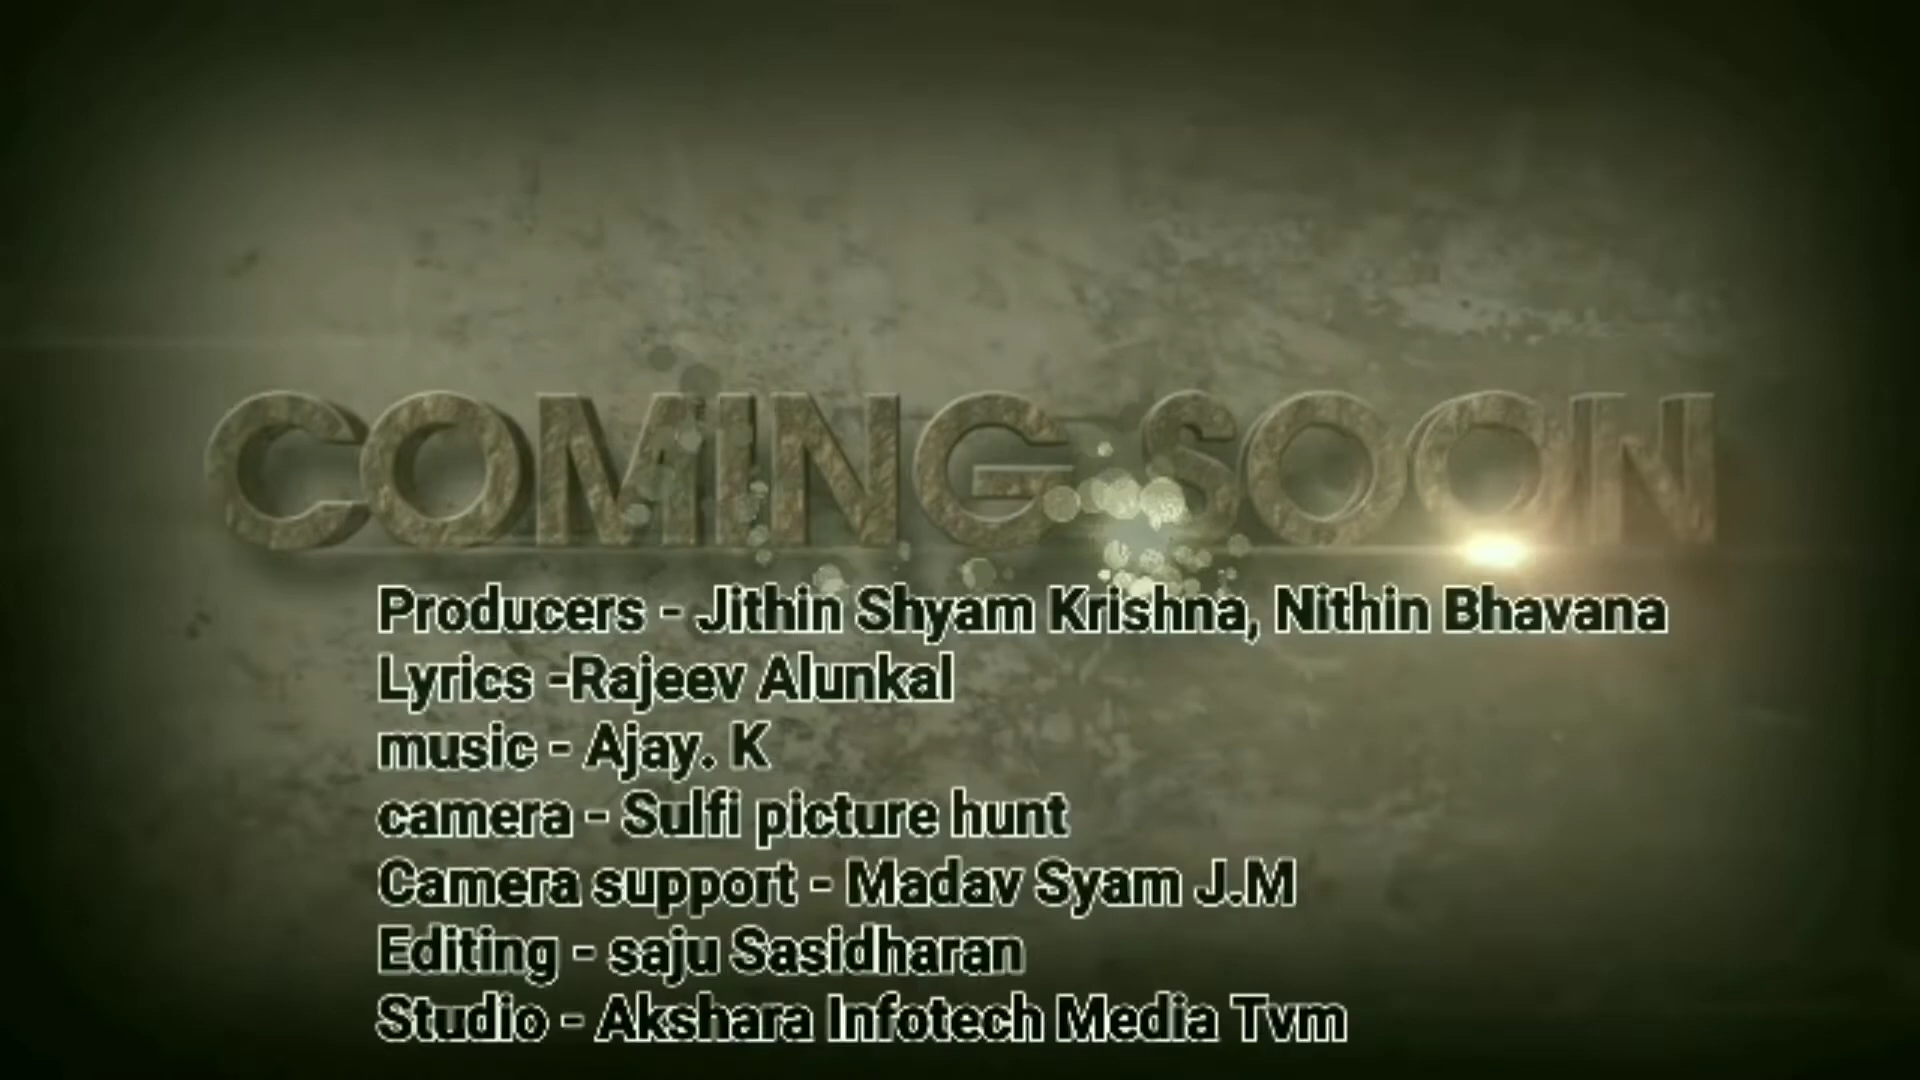 COMING SOON
Producers - Jithin Shyam Krishna, Nithin Bhavana
Lyrics -Rajeev Alunkal
music - Ajay. K
camera - Sulfi picture hunt
Camera support - Madav Syam J.M
Editing - saju Sasidharan
Studio - Akshara Infotech Media Tvm